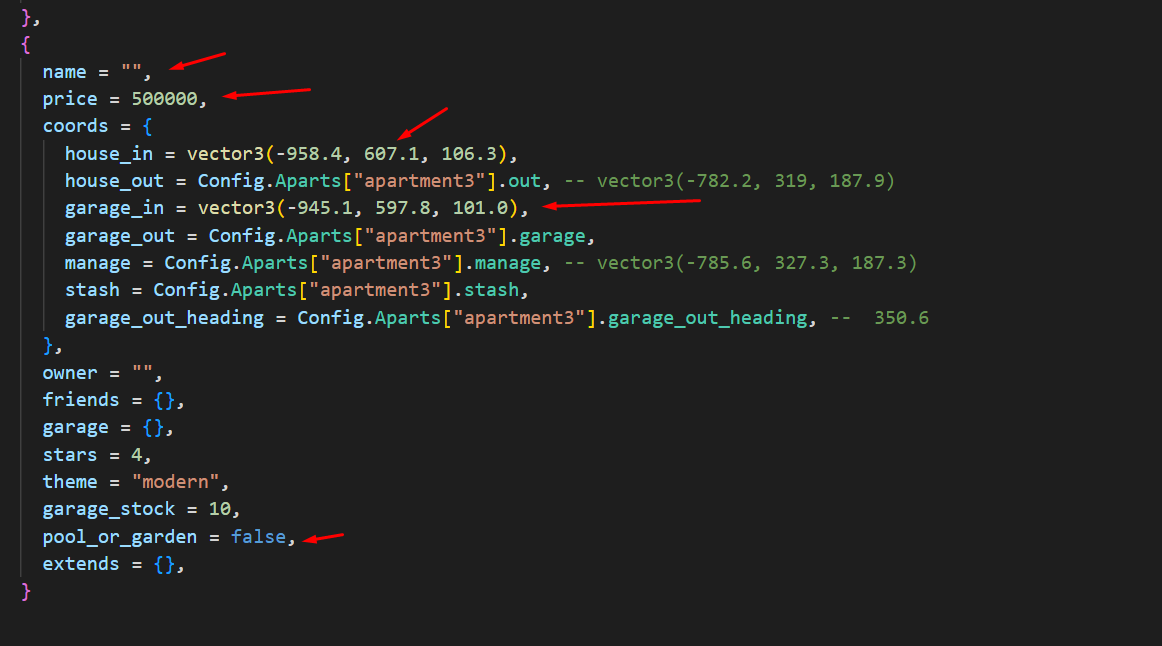 },
{
name = "",
price = 500000,
coords = {
house_in = vector3(-958.4, 607.1, 106.3),
house_out = Config.Aparts["apartment3"].out, -- vector3(-782.2, 319, 187.9)
garage_in = vector3(-945.1, 597.8, 101.0),
garage_out = Config.Aparts["apartment3"].garage,
manage = Config.Aparts["apartment3"].manage, -- vector3(-785.6, 327.3, 187.3)
stash = Config.Aparts["apartment3"].stash,
garage_out_heading = Config.Aparts["apartment3"].garage_out_heading, --  350.6
},
owner = "",
friends = {},
garage = {},
stars = 4,
theme = "modern",
garage_stock = 10,
pool_or_garden = false,
extends = {},
}